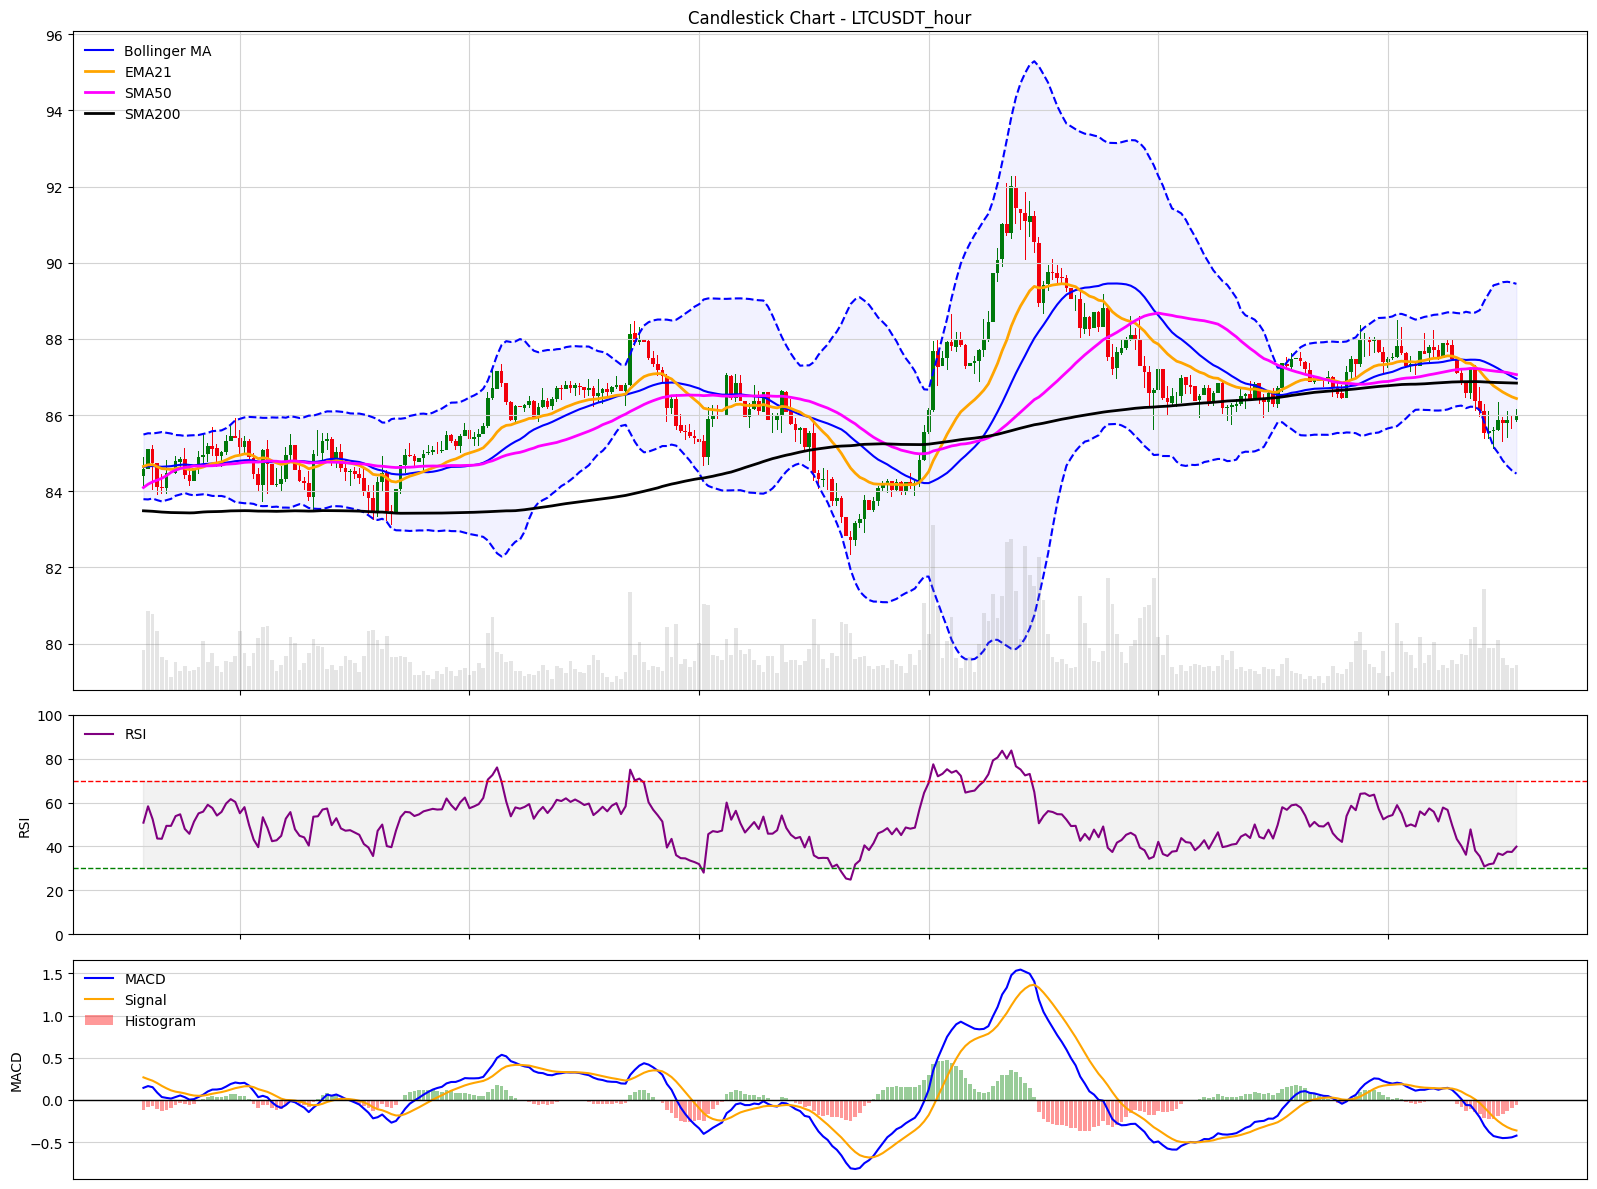 Candlestick Chart - LTCUSDT_hour
Bollinger MA
EMA21
SMA50
SMA200
96
94
92
90
88
86
84
82
80
RSI
RSI
100
80
60
40
20
0
MACD
Signal
Histogram
MACD
1.5
1.0
0.5
0.0
−0.5